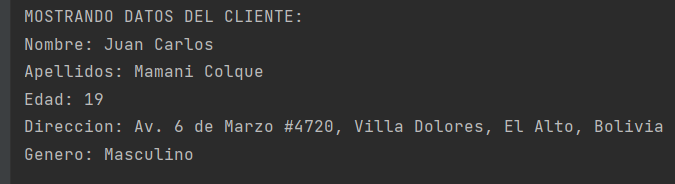 MOSTRANDO DATOS DEL CLIENTE:
Nombre: Juan Carlos
Apellidos: Mamani Colque
Edad: 19
Direccion: Av. 6 de Marzo #4720, Villa Dolores, El Alto, Bolivia
Genero: Masculino